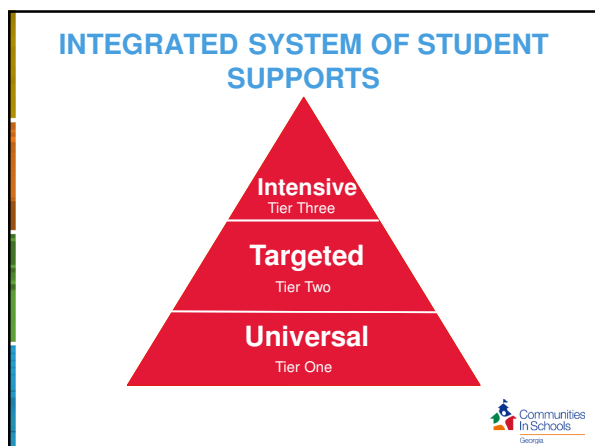 INTEGRATED SYSTEM OF STUDENT
SUPPORTS
Intensive
Tier Three
Targeted
Tier Two
Universal
Tier One
Communities
In Schools
Georgia